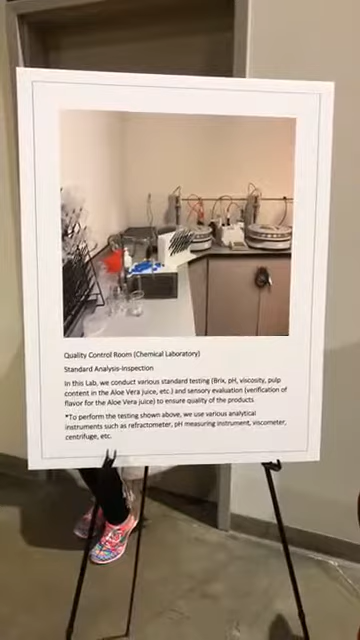 Quality Control Room (Chemical Laboratory)
Standard Analysis-Inspection
In this Lab, we conduct various standard testing (Brix, pH, viscosity, pulp
content in the Aloe Vera juice, etc.) and sensory evaluation (verification of
flavor for the Aloe Vera juice) to ensure quality of the products
*To perform the testing shown above, we use various analytical
instruments such as refractometer, pH measuring instrument, viscometer,
centrifuge, etc.